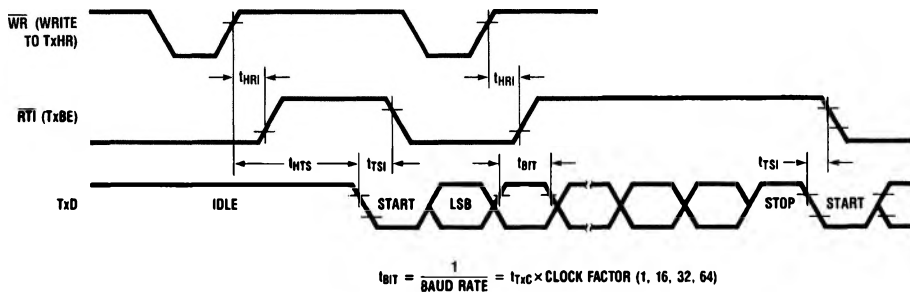 WR (WRITE
TO TxHR)
tHRI
tHRI
RTI (TxBE)
tHTS
tTSI
tBIT
tTSI
TxD
IDLE
START
LSB
STOP
START
tBIT = 1 / BAUD RATE = tTxC × CLOCK FACTOR (1, 16, 32, 64)